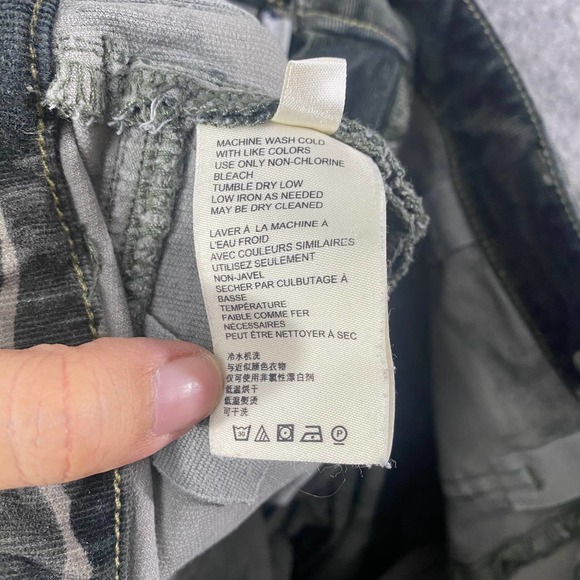 MACHINE WASH COLD
WITH LIKE COLORS
USE ONLY NON-CHLORINE
BLEACH
TUMBLE DRY LOW
LOW IRON AS NEEDED
MAY BE DRY CLEANED
LAVER À LA MACHINE À
L'EAU FROID
AVEC COULEURS SIMILAIRES
UTILISEZ SEULEMENT
NON-JAVEL
SECHER PAR CULBUTAGE À
BASSE
TEMPÉRATURE
FAIBLE COMME FER
NÉCESSAIRES
PEUT ÊTRE NETTOYER À SEC
冷水机洗
与近似颜色衣物
仅可使用非氯性漂白剂
低温烘干
低温熨烫
可干洗
30 P